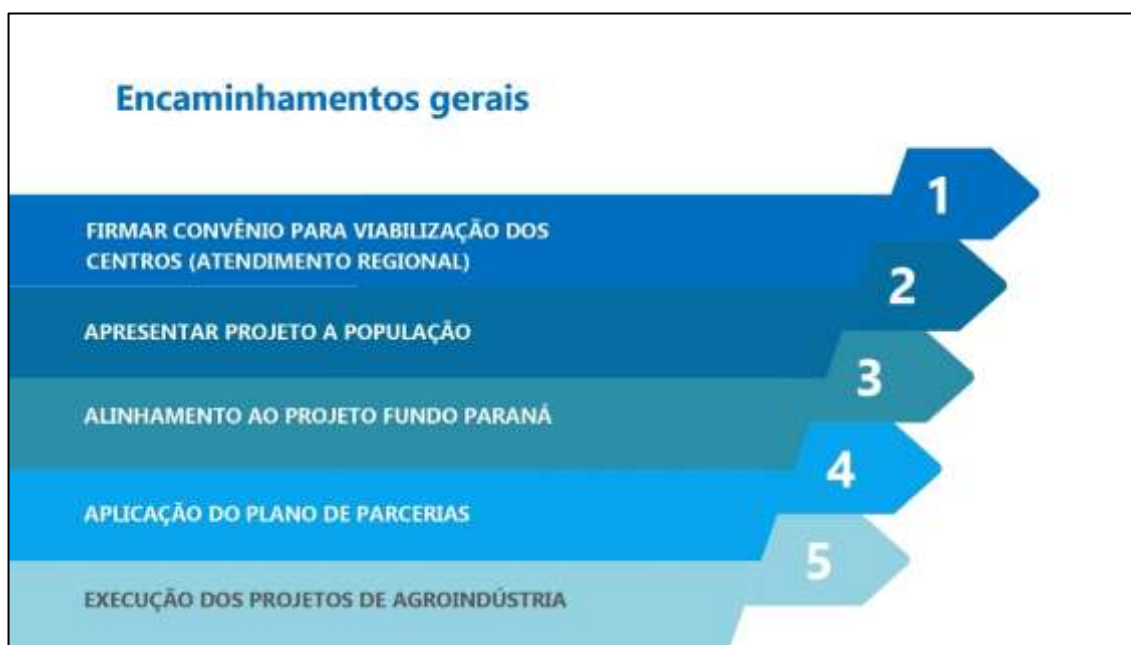 Encaminhamentos gerais
1
FIRMAR CONVÊNIO PARA VIABILIZAÇÃO DOS
CENTROS (ATENDIMENTO REGIONAL)
2
APRESENTAR PROJETO A POPULAÇÃO
3
ALINHAMENTO AO PROJETO FUNDO PARANÁ
4
APLICAÇÃO DO PLANO DE PARCERIAS
5
EXECUÇÃO DOS PROJETOS DE AGROINDÚSTRIA